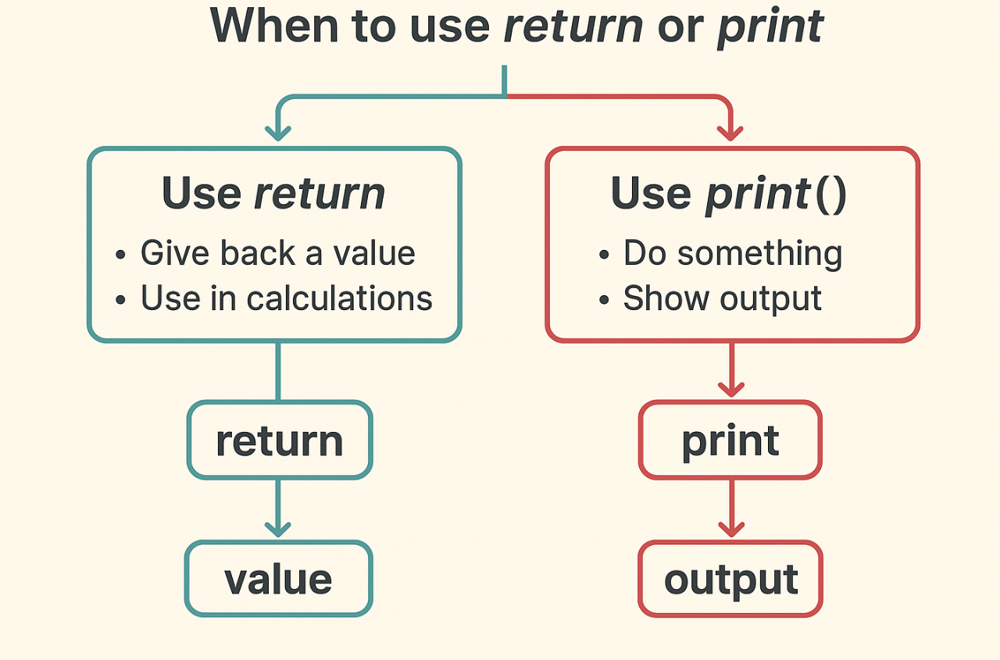 When to use return or print
Use return
• Give back a value
• Use in calculations
return
value
Use print()
• Do something
• Show output
print
output